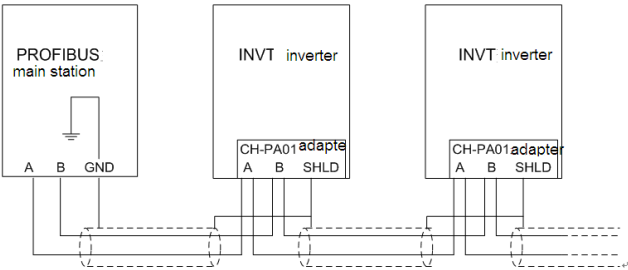 PROFIBUS
main station
A B GND
INVT inverter
CH-PA01 adapte
A B SHLD
INVT inverter
CH-PA01 adapter
A B SHLD